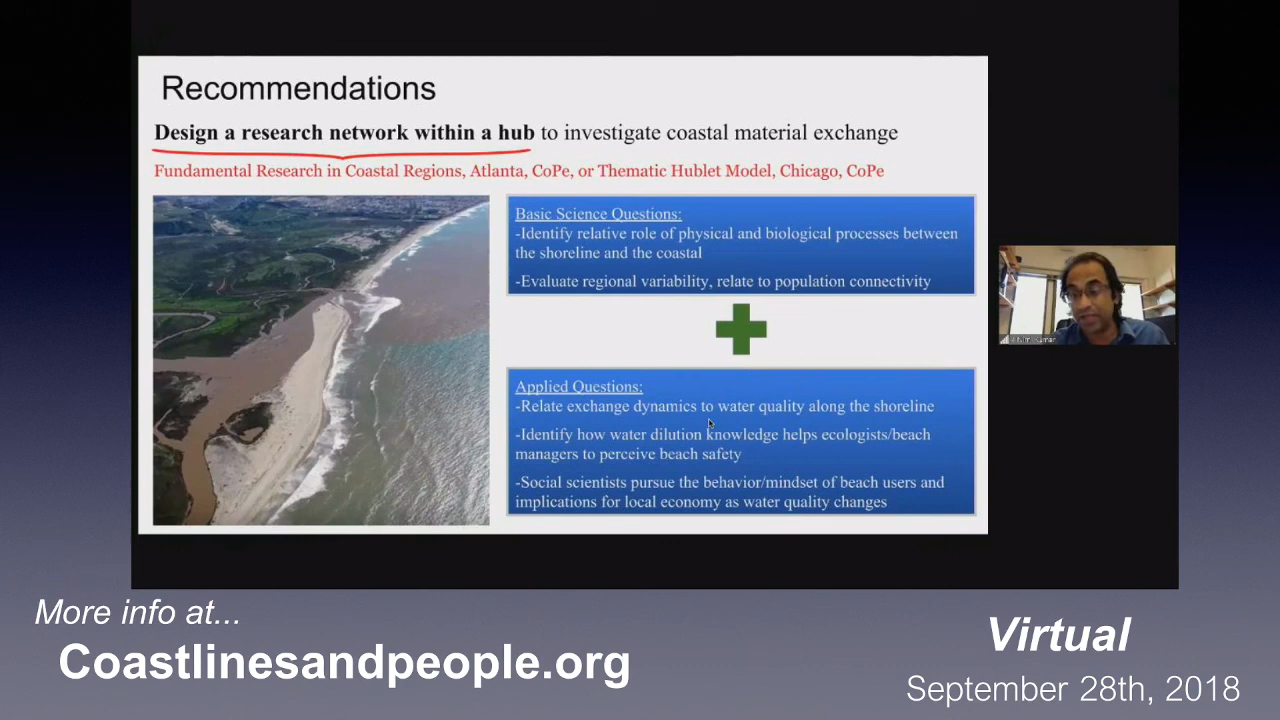 Recommendations
Design a research network within a hub to investigate coastal material exchange
Fundamental Research in Coastal Regions, Atlanta, CoPe, or Thematic Hublet Model, Chicago, CoPe
Basic Science Questions:
-Identify relative role of physical and biological processes between
the shoreline and the coastal
-Evaluate regional variability, relate to population connectivity
Applied Questions:
-Relate exchange dynamics to water quality along the shoreline
-Identify how water dilution knowledge helps ecologists/beach
managers to perceive beach safety
-Social scientists pursue the behavior/mindset of beach users and
implications for local economy as water quality changes
Kumar
More info at...
Coastlinesandpeople.org
Virtual
September 28th, 2018